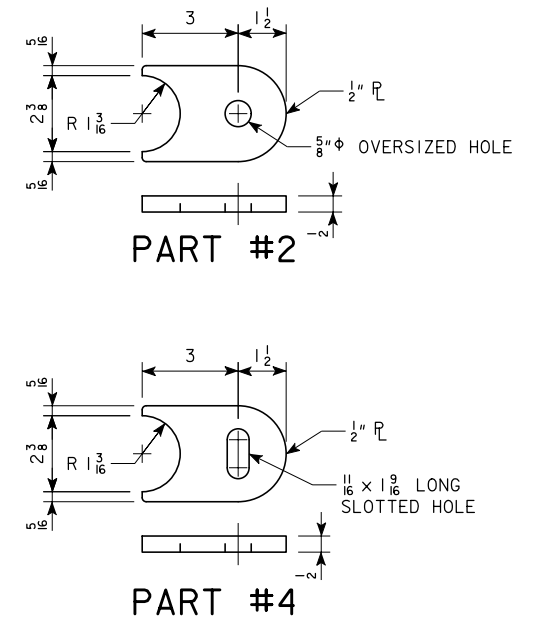 3
1 1/2
5/16
2 3/8
5/16
R 1 3/16
1/2" PL
5/8"Φ OVERSIZED HOLE
1/2
PART #2
3
1 1/2
5/16
2 3/8
5/16
R 1 3/16
1/2" PL
11/16 x 1 9/16 LONG
SLOTTED HOLE
1/2
PART #4